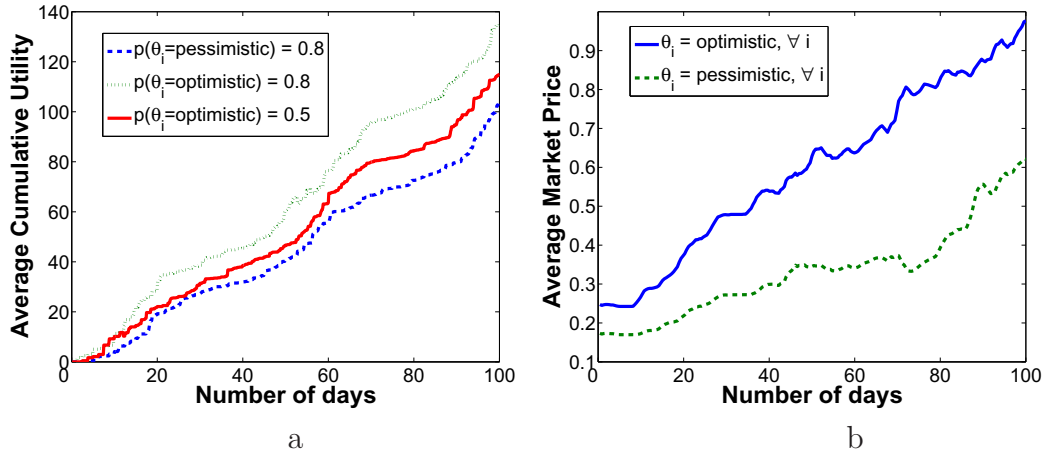 Average Cumulative Utility
140
120
100
80
60
40
20
0
p(θi=pessimistic) = 0.8
p(θi=optimistic) = 0.8
p(θi=optimistic) = 0.5
0 20 40 60 80 100
Number of days
a
Average Market Price
0.9
0.8
0.7
0.6
0.5
0.4
0.3
0.2
0.1
θi = optimistic, ∀ i
θi = pessimistic, ∀ i
0 20 40 60 80 100
Number of days
b